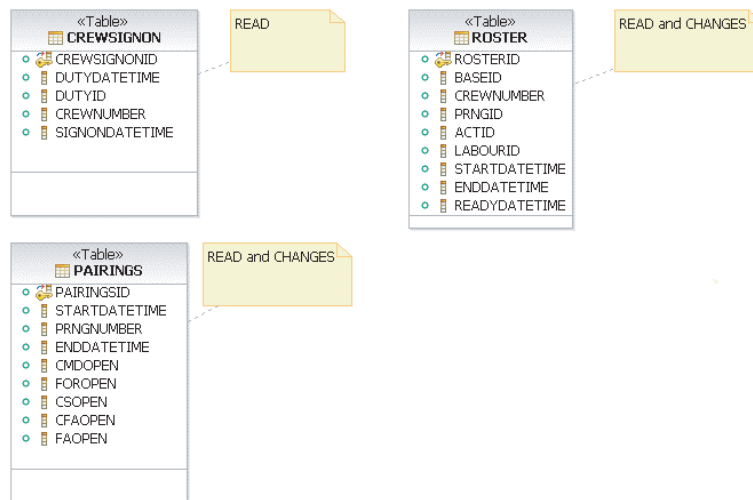 «Table»
CREWSIGNON
CREWSIGNONID
DUTYDATETIME
DUTYID
CREWNUMBER
SIGNONDATETIME
READ
«Table»
ROSTER
ROSTERID
BASEID
CREWNUMBER
PRNGID
ACTID
LABOURID
STARTDATETIME
ENDDATETIME
READYDATETIME
READ and CHANGES
«Table»
PAIRINGS
PAIRINGSID
STARTDATETIME
PRNGNUMBER
ENDDATETIME
CMDOPEN
FOROPEN
CSOPEN
CFAOPEN
FAOPEN
READ and CHANGES